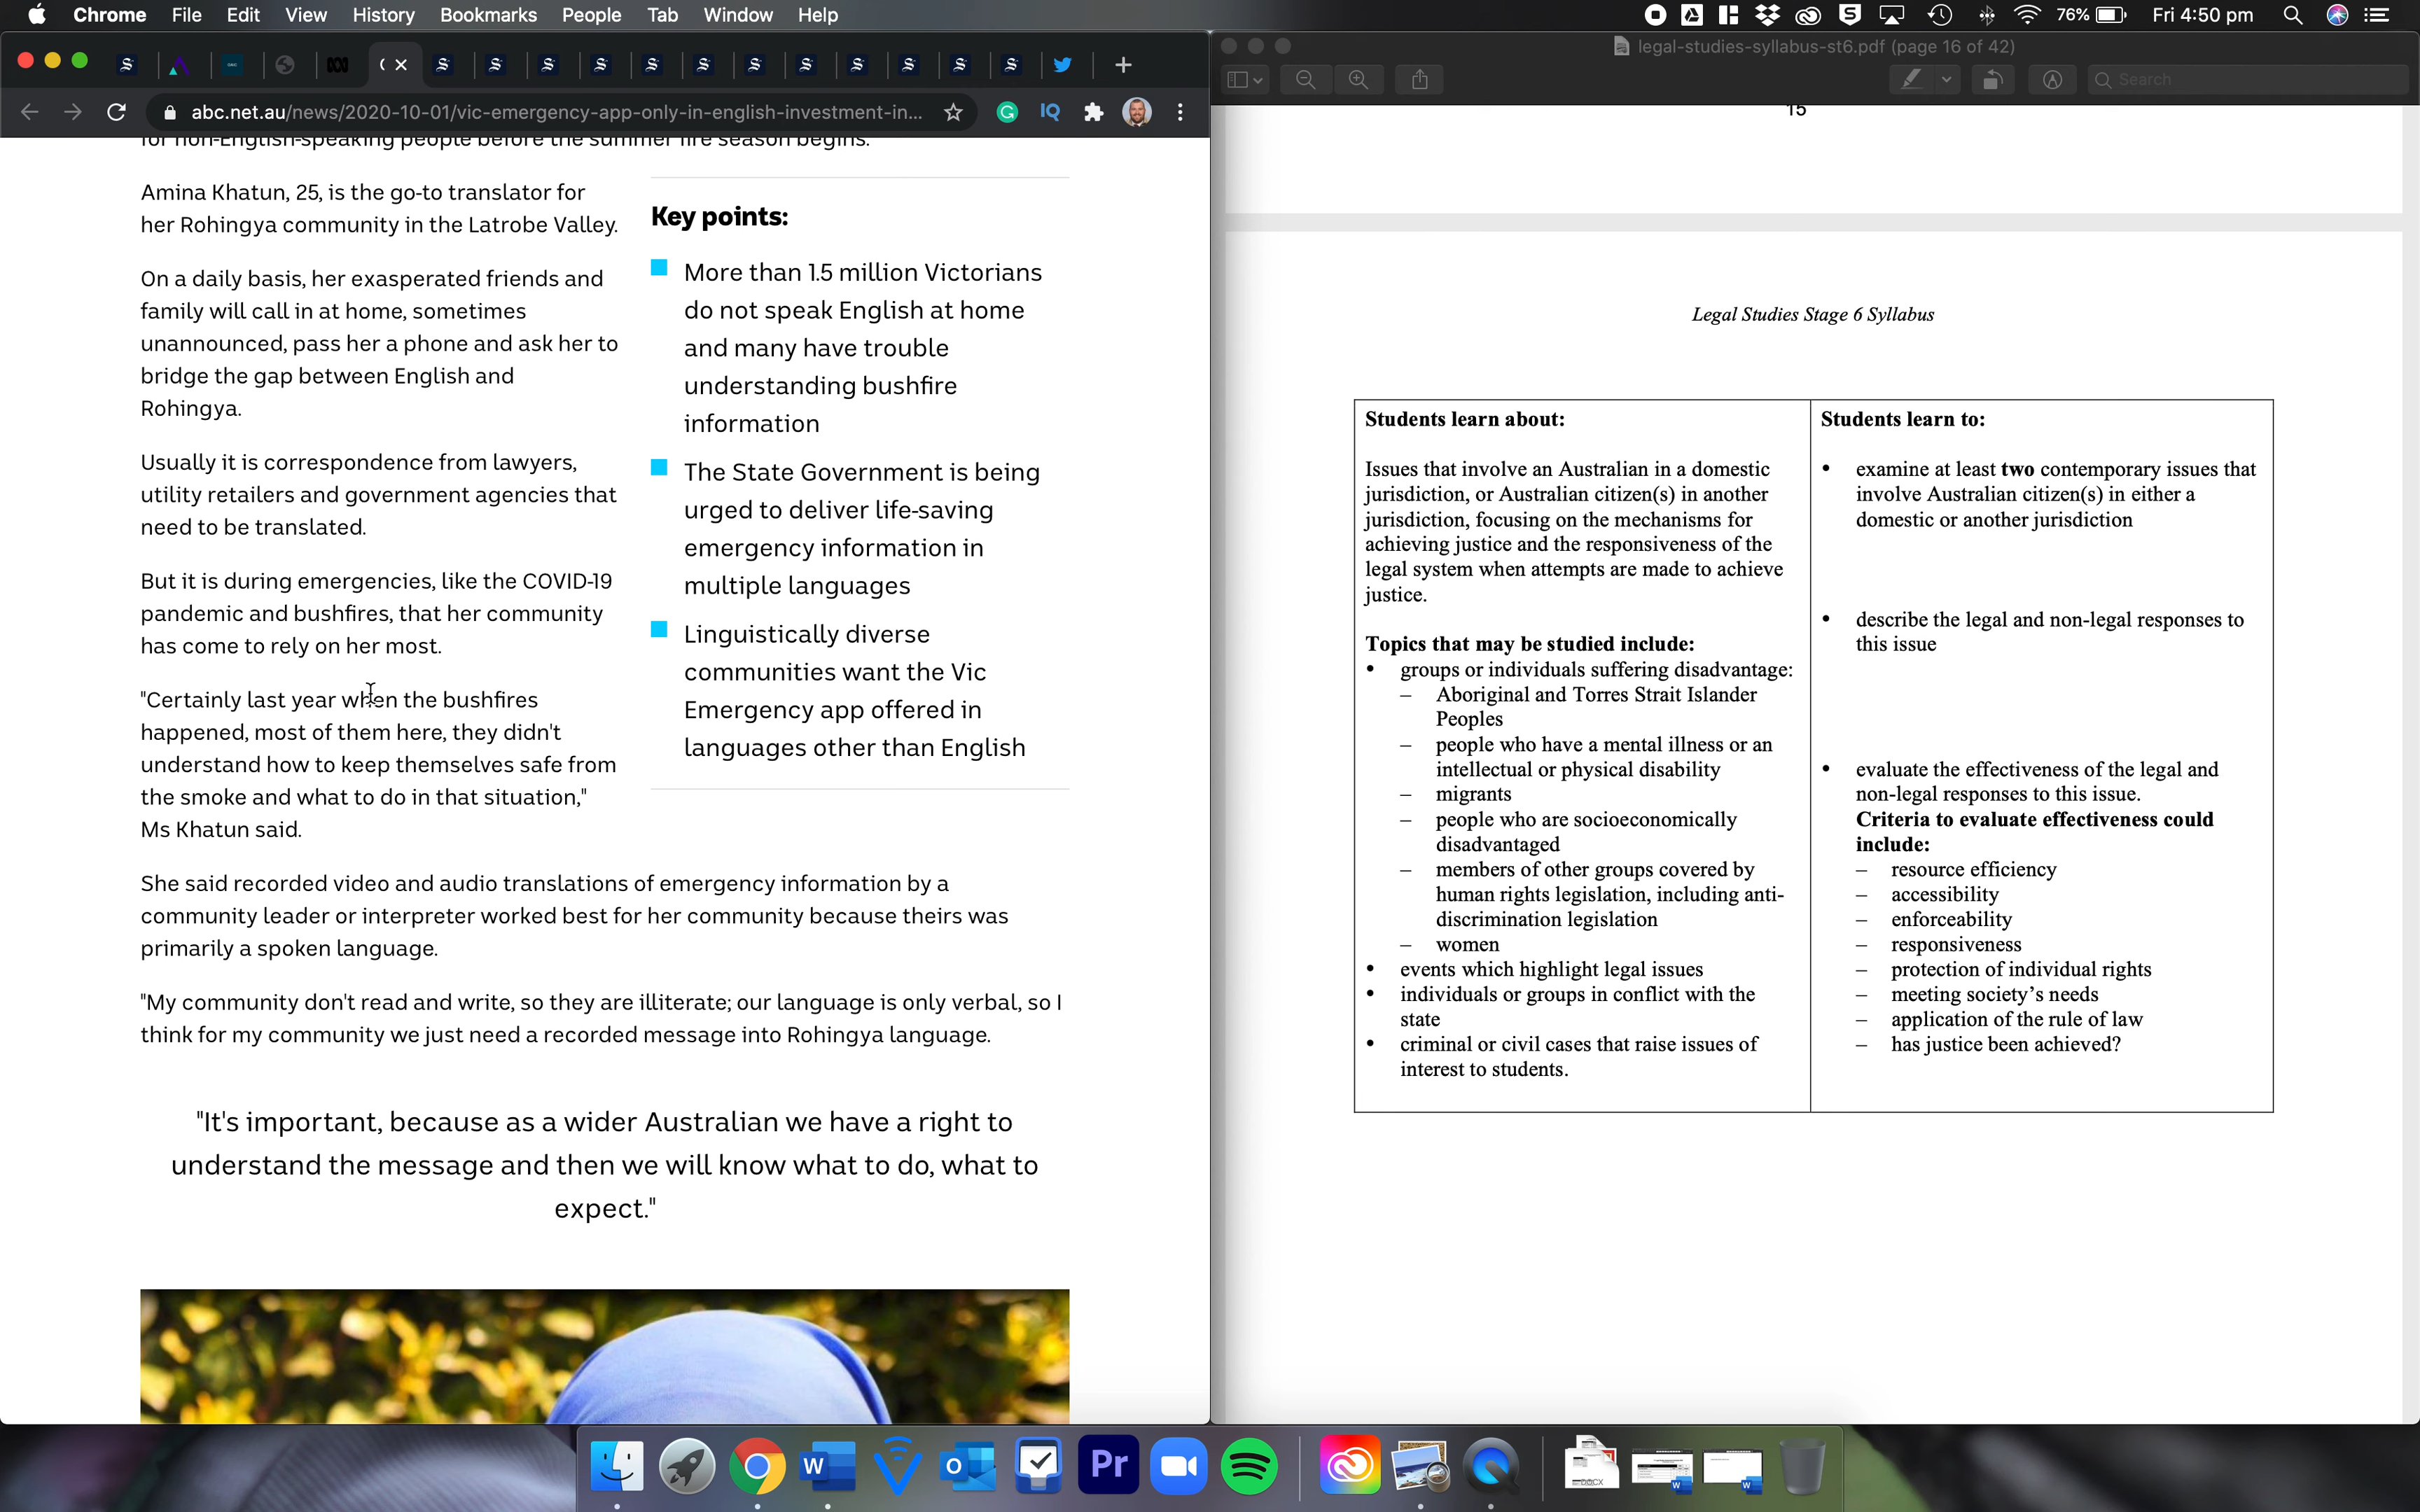 Chrome File Edit View History Bookmarks People Tab Window Help
76% Fri 4:50 pm
abc.net.au/news/2020-10-01/vic-emergency-app-only-in-english-investment-in...
IQ
for non-English-speaking people before the summer fire season begins.
Amina Khatun, 25, is the go-to translator for
her Rohingya community in the Latrobe Valley.
On a daily basis, her exasperated friends and
family will call in at home, sometimes
unannounced, pass her a phone and ask her to
bridge the gap between English and
Rohingya.
Usually it is correspondence from lawyers,
utility retailers and government agencies that
need to be translated.
But it is during emergencies, like the COVID-19
pandemic and bushfires, that her community
has come to rely on her most.
"Certainly last year when the bushfires
happened, most of them here, they didn't
understand how to keep themselves safe from
the smoke and what to do in that situation,"
Ms Khatun said.
Key points:
More than 1.5 million Victorians
do not speak English at home
and many have trouble
understanding bushfire
information
The State Government is being
urged to deliver life-saving
emergency information in
multiple languages
Linguistically diverse
communities want the Vic
Emergency app offered in
languages other than English
She said recorded video and audio translations of emergency information by a
community leader or interpreter worked best for her community because theirs was
primarily a spoken language.
"My community don't read and write, so they are illiterate; our language is only verbal, so I
think for my community we just need a recorded message into Rohingya language.
"It's important, because as a wider Australian we have a right to
understand the message and then we will know what to do, what to
expect."
legal-studies-syllabus-st6.pdf (page 16 of 42)
Search
15
Legal Studies Stage 6 Syllabus
Students learn about:
Issues that involve an Australian in a domestic
jurisdiction, or Australian citizen(s) in another
jurisdiction, focusing on the mechanisms for
achieving justice and the responsiveness of the
legal system when attempts are made to achieve
justice.
Topics that may be studied include:
• groups or individuals suffering disadvantage:
– Aboriginal and Torres Strait Islander
Peoples
– people who have a mental illness or an
intellectual or physical disability
– migrants
– people who are socioeconomically
disadvantaged
– members of other groups covered by
human rights legislation, including anti-
discrimination legislation
– women
• events which highlight legal issues
• individuals or groups in conflict with the
state
• criminal or civil cases that raise issues of
interest to students.
Students learn to:
• examine at least two contemporary issues that
involve Australian citizen(s) in either a
domestic or another jurisdiction
• describe the legal and non-legal responses to
this issue
• evaluate the effectiveness of the legal and
non-legal responses to this issue.
Criteria to evaluate effectiveness could
include:
– resource efficiency
– accessibility
– enforceability
– responsiveness
– protection of individual rights
– meeting society's needs
– application of the rule of law
– has justice been achieved?
W
Pr
DOCX